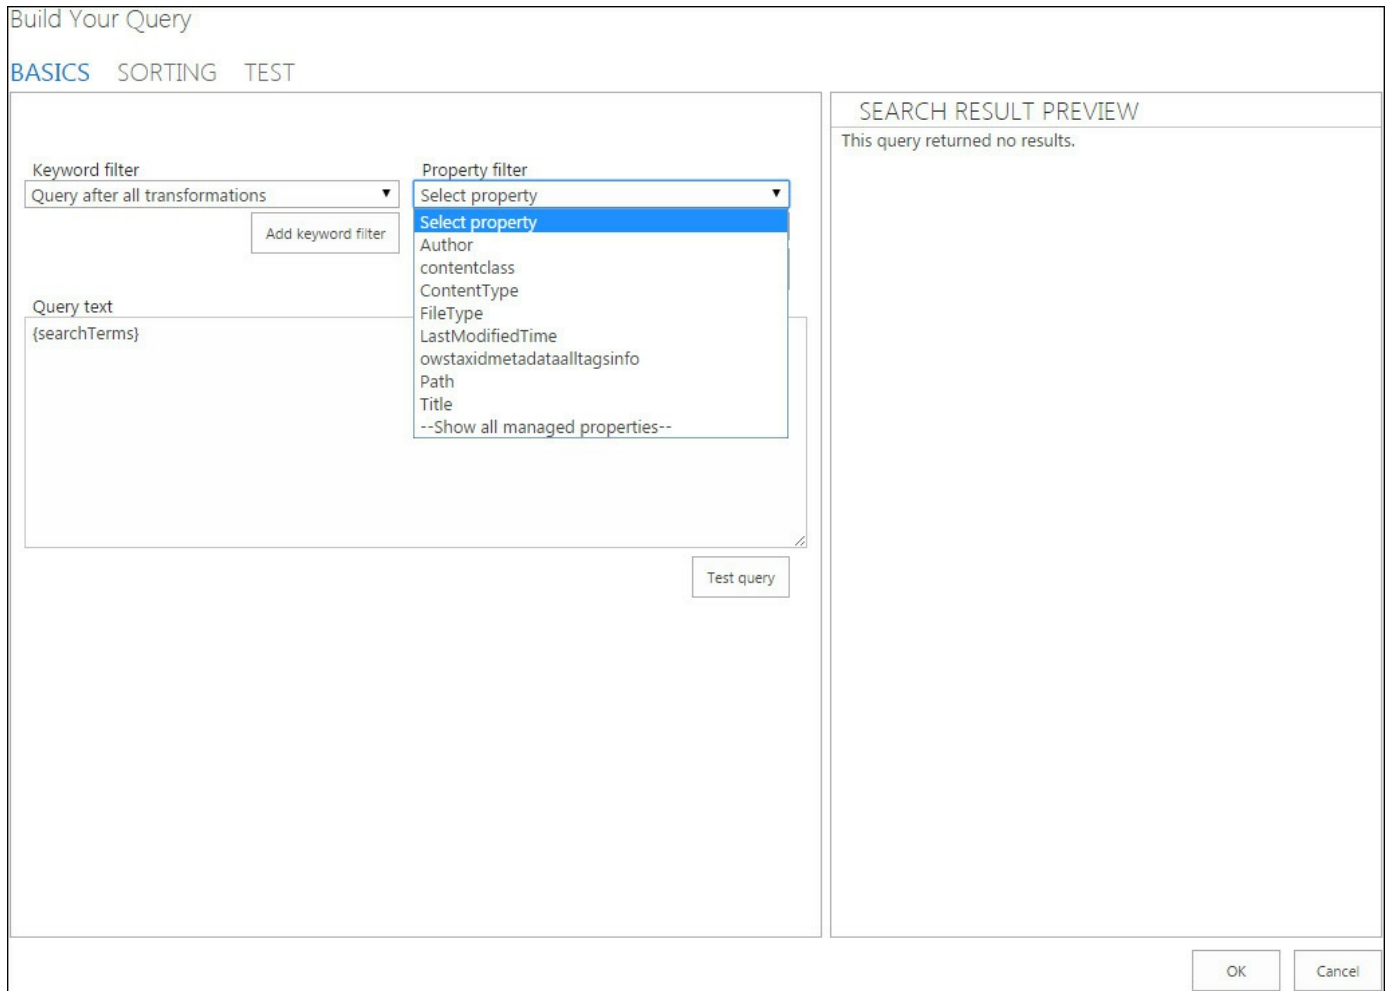 Build Your Query
BASICS SORTING TEST
SEARCH RESULT PREVIEW
This query returned no results.
Keyword filter Property filter
Query after all transformations Select property
Add keyword filter
Select property
Author
contentclass
ContentType
FileType
LastModifiedTime
owstaxidmetadataalltagsinfo
Path
Title
--Show all managed properties--
Query text
{searchTerms}
Test query
OK Cancel